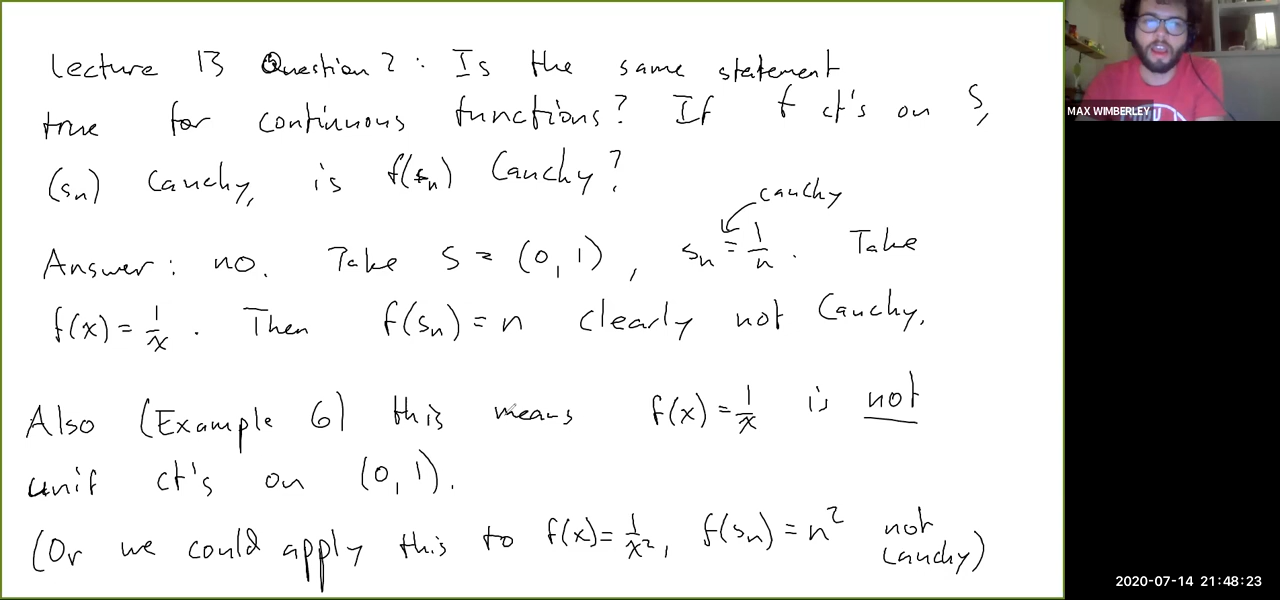 Lecture 13 Question 2 : Is the same statement
true for continuous functions? If f ct's on S,
(sn) Cauchy, is f(sn) Cauchy?
cauchy
Answer: no. Take S = (0,1), sn = 1/n. Take
f(x) = 1/x. Then f(sn) = n clearly not Cauchy.
Also (Example 6) this means f(x) = 1/x is not
unif ct's on (0,1).
(Or we could apply this to f(x) = 1/x², f(sn) = n² not
Cauchy)
MAX WIMBERLEY
2020-07-14 21:48:23